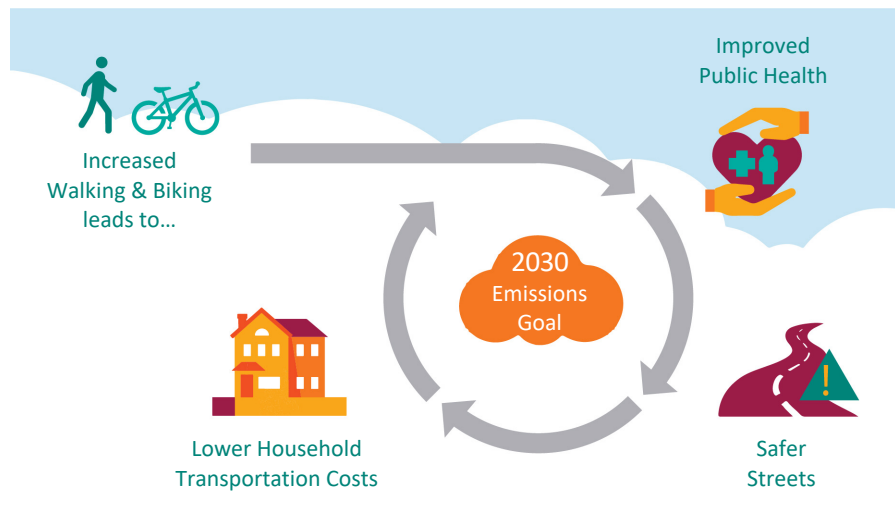 Increased
Walking & Biking
leads to…
Improved
Public Health
2030
Emissions
Goal
Safer
Streets
Lower Household
Transportation Costs
!